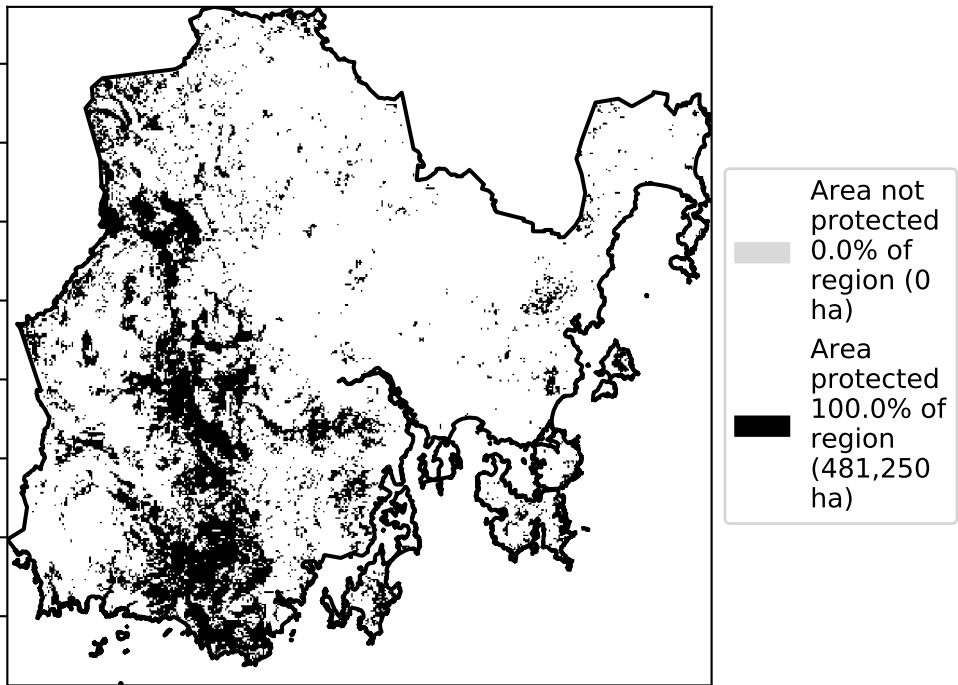 Area not
protected
0.0% of
region (0
ha)
Area
protected
100.0% of
region
(481,250
ha)